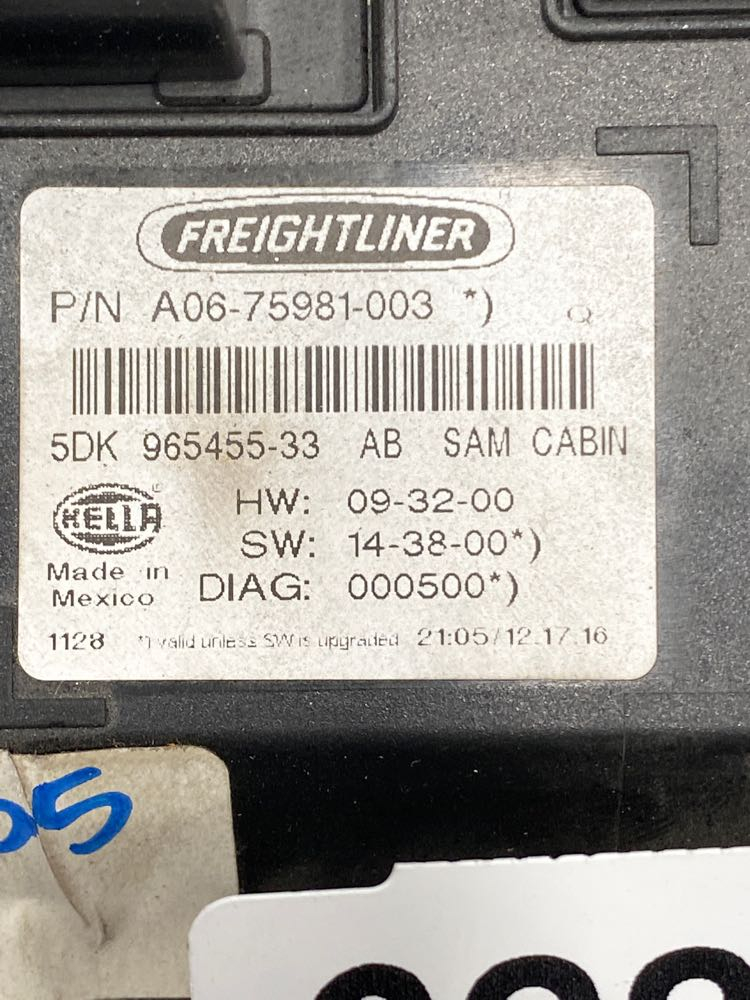 FREIGHTLINER
P/N A06-75981-003 *) Q
5DK 965455-33 AB SAM CABIN
HELLA
HW: 09-32-00
SW: 14-38-00*)
Made in
Mexico
DIAG: 000500*)
1128 *) valid unless SW is upgraded 21:05/12.17.16
05